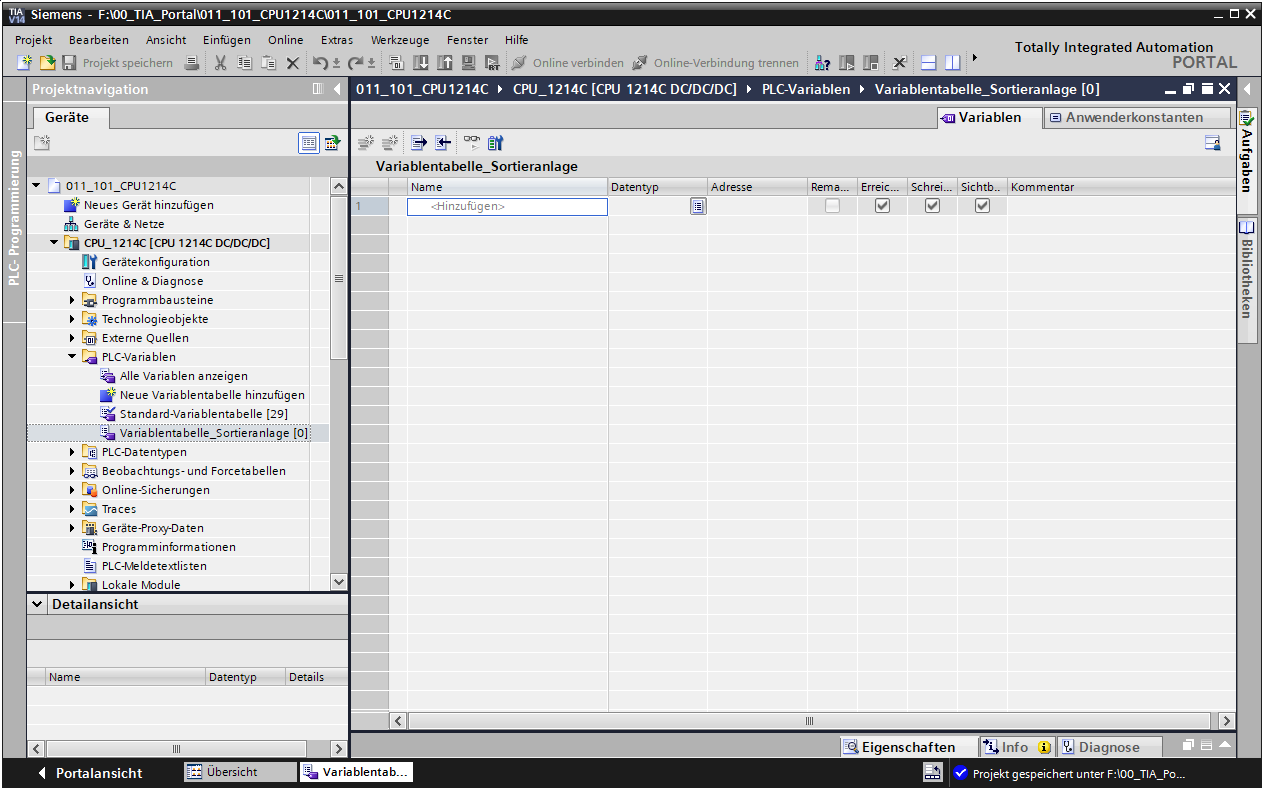 TIA V14 Siemens - F:\00_TIA_Portal\011_101_CPU1214C\011_101_CPU1214C
Projekt Bearbeiten Ansicht Einfügen Online Extras Werkzeuge Fenster Hilfe
Totally Integrated Automation
PORTAL
Projekt speichern Online verbinden Online-Verbindung trennen
Projektnavigation
011_101_CPU1214C CPU_1214C [CPU 1214C DC/DC/DC] PLC-Variablen Variablentabelle_Sortieranlage [0]
Geräte
Variablen Anwenderkonstanten
Variablentabelle_Sortieranlage
Name Datentyp Adresse Rema... Erreic... Schrei... Sichtb... Kommentar
1 <Hinzufügen>
PLC- Programmierung
011_101_CPU1214C
Neues Gerät hinzufügen
Geräte & Netze
CPU_1214C [CPU 1214C DC/DC/DC]
Gerätekonfiguration
Online & Diagnose
Programmbausteine
Technologieobjekte
Externe Quellen
PLC-Variablen
Alle Variablen anzeigen
Neue Variablentabelle hinzufügen
Standard-Variablentabelle [29]
Variablentabelle_Sortieranlage [0]
PLC-Datentypen
Beobachtungs- und Forcetabellen
Online-Sicherungen
Traces
Geräte-Proxy-Daten
Programminformationen
PLC-Meldetextlisten
Lokale Module
Detailansicht
Name Datentyp Details
Aufgaben
Bibliotheken
Eigenschaften Info Diagnose
Portalansicht Übersicht Variablentab... Projekt gespeichert unter F:\00_TIA_Po...